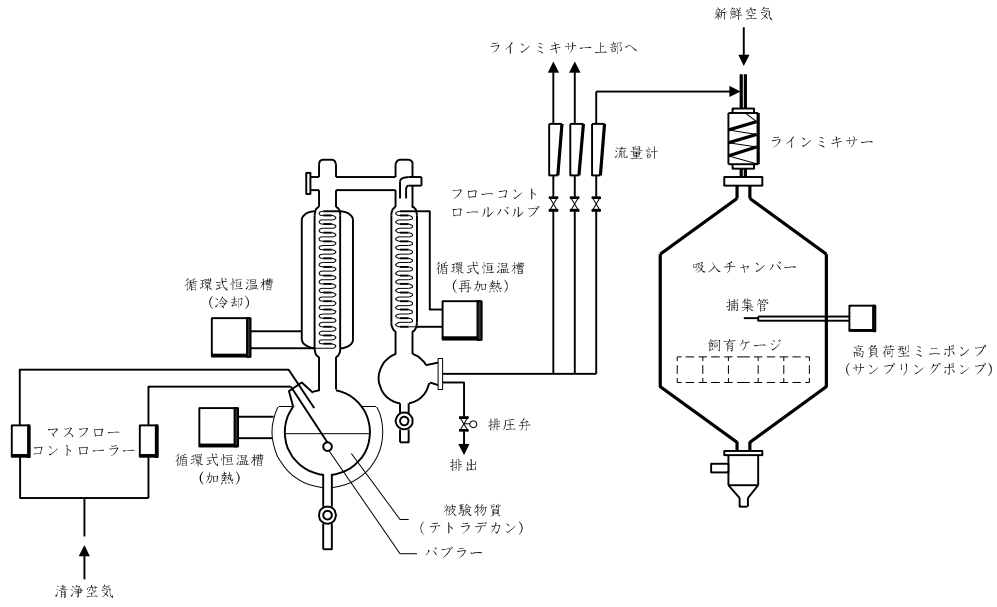 新鮮空気
ラインミキサー上部へ
ラインミキサー
流量計
フローコント
ロールバルブ
循環式恒温槽
(再加熱)
循環式恒温槽
(冷却)
吸入チャンバー
捕集管
飼育ケージ
高負荷型ミニポンプ
(サンプリングポンプ)
マスフロー
コントローラー
循環式恒温槽
(加熱)
排圧弁
排出
被験物質
(テトラデカン)
バブラー
清浄空気